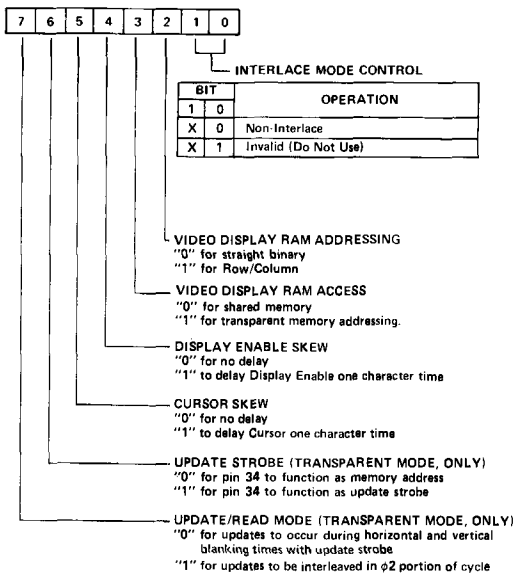 7 6 5 4 3 2 1 0
INTERLACE MODE CONTROL
BIT
OPERATION
1 0
X 0 Non-Interlace
X 1 Invalid (Do Not Use)
VIDEO DISPLAY RAM ADDRESSING
"0" for straight binary
"1" for Row/Column
VIDEO DISPLAY RAM ACCESS
"0" for shared memory
"1" for transparent memory addressing.
DISPLAY ENABLE SKEW
"0" for no delay
"1" to delay Display Enable one character time
CURSOR SKEW
"0" for no delay
"1" to delay Cursor one character time
UPDATE STROBE (TRANSPARENT MODE, ONLY)
"0" for pin 34 to function as memory address
"1" for pin 34 to function as update strobe
UPDATE/READ MODE (TRANSPARENT MODE, ONLY)
"0" for updates to occur during horizontal and vertical
blanking times with update strobe
"1" for updates to be interleaved in φ2 portion of cycle